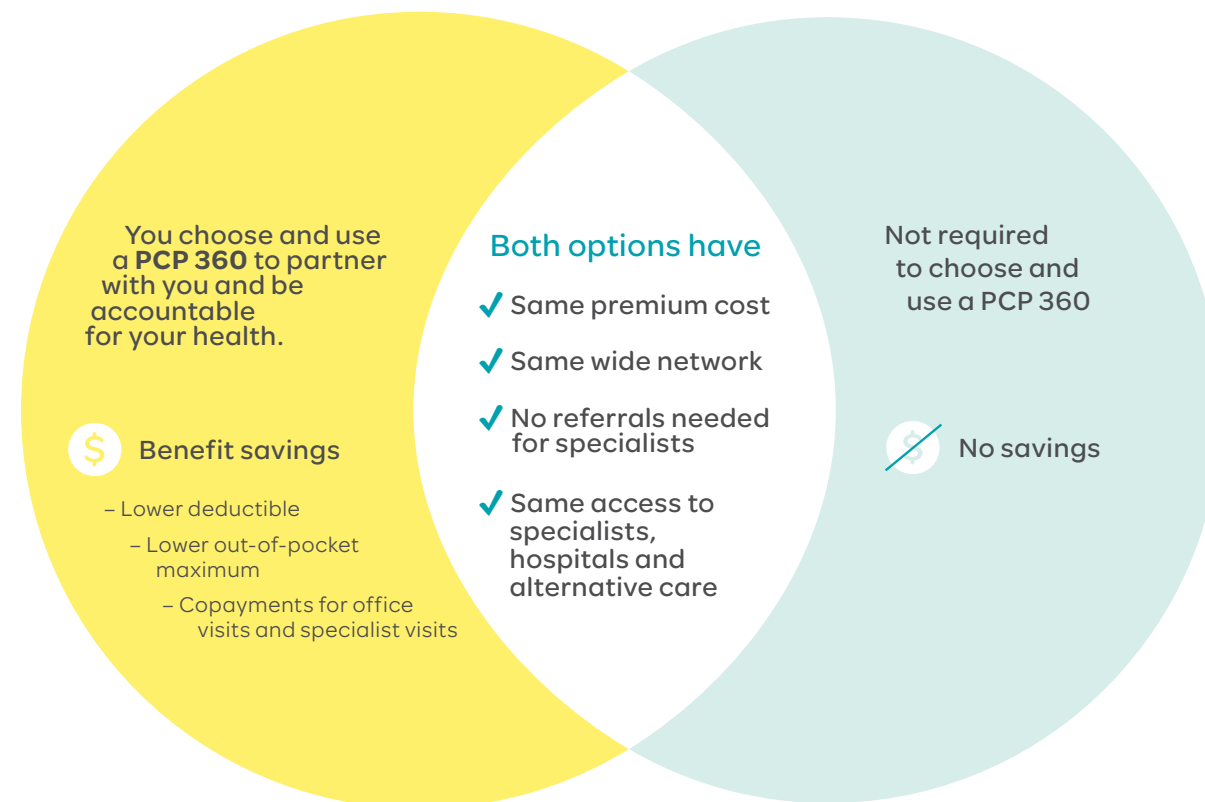 You choose and use
a PCP 360 to partner
with you and be
accountable
for your health.
$ Benefit savings
– Lower deductible
– Lower out-of-pocket
maximum
– Copayments for office
visits and specialist visits
Both options have
Same premium cost
Same wide network
No referrals needed
for specialists
Same access to
specialists,
hospitals and
alternative care
Not required
to choose and
use a PCP 360
$ No savings